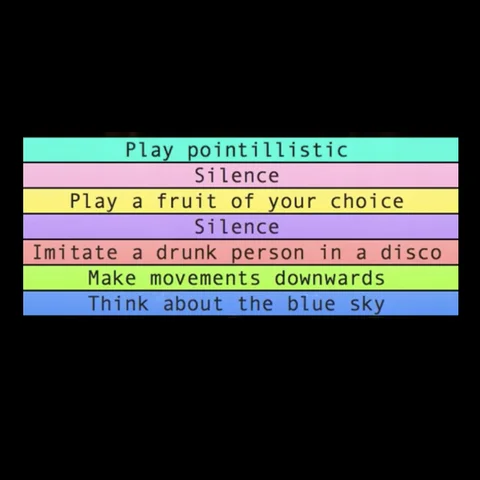 Play pointillistic
Silence
Play a fruit of your choice
Silence
Imitate a drunk person in a disco
Make movements downwards
Think about the blue sky